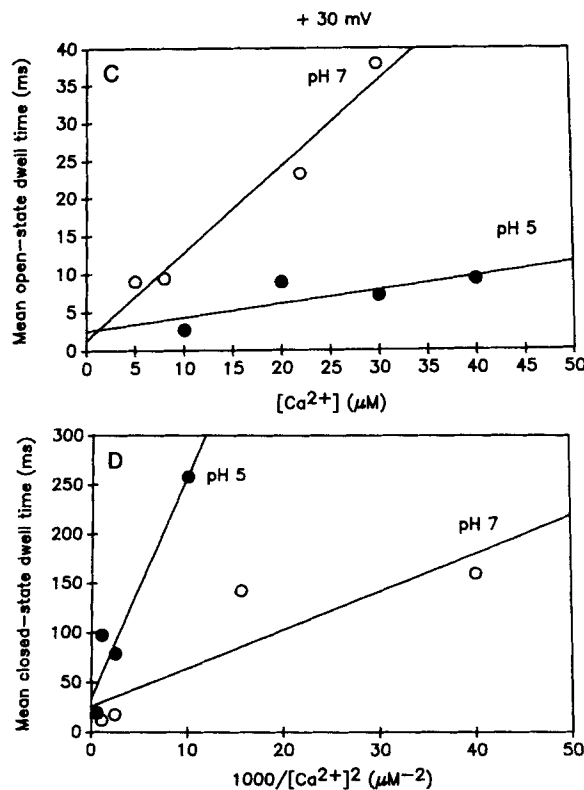 + 30 mV
C
pH 7
pH 5
Mean open-state dwell time (ms)
40
35
30
25
20
15
10
5
0
0 5 10 15 20 25 30 35 40 45 50
[Ca²⁺] (μM)
D
pH 5
pH 7
Mean closed-state dwell time (ms)
300
250
200
150
100
50
0
0 10 20 30 40 50
1000/[Ca²⁺]² (μM⁻²)